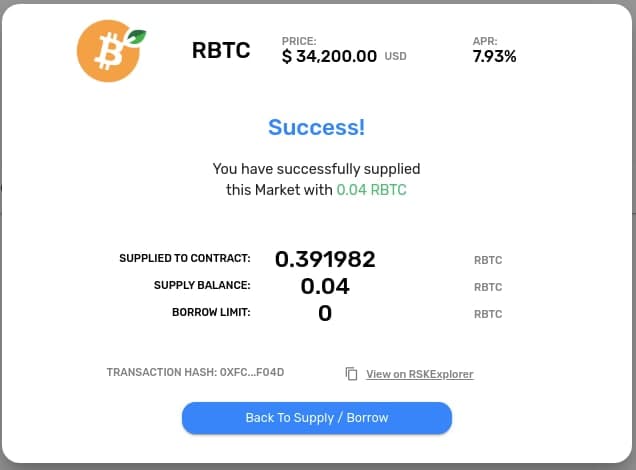 RBTC
PRICE:
$ 34,200.00 USD
APR:
7.93%
Success!
You have successfully supplied
this Market with 0.04 RBTC
SUPPLIED TO CONTRACT: 0.391982 RBTC
SUPPLY BALANCE: 0.04 RBTC
BORROW LIMIT: 0 RBTC
TRANSACTION HASH: 0XFC...F04D View on RSKExplorer
Back To Supply / Borrow